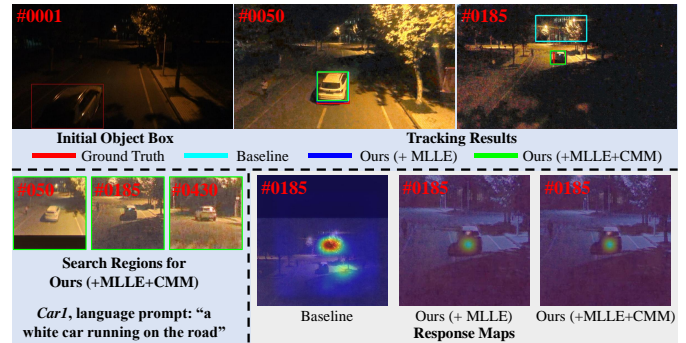 #0001
#0050
#0185
Initial Object Box
Tracking Results
Ground Truth
Baseline
Ours (+ MLLE)
Ours (+MLLE+CMM)
#050
#0185
#0430
Search Regions for
Ours (+MLLE+CMM)
Car1, language prompt: “a
white car running on the road”
#0185
#0185
#0185
Baseline
Ours (+ MLLE)
Ours (+MLLE+CMM)
Response Maps